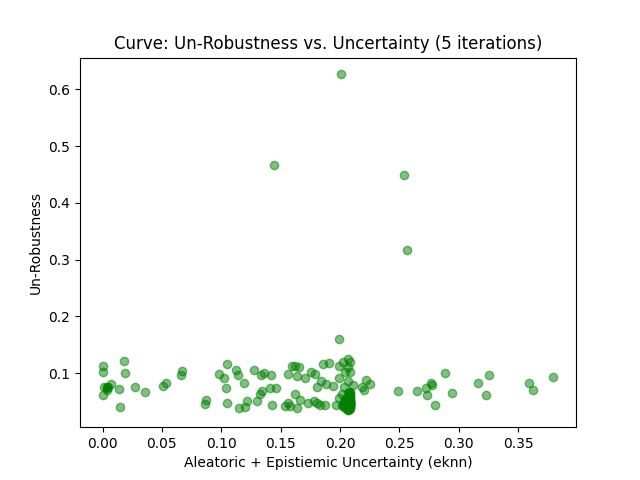 Curve: Un-Robustness vs. Uncertainty (5 iterations)
0.6
0.5
0.4
0.3
0.2
0.1
Un-Robustness
0.00 0.05 0.10 0.15 0.20 0.25 0.30 0.35
Aleatoric + Epistiemic Uncertainty (eknn)